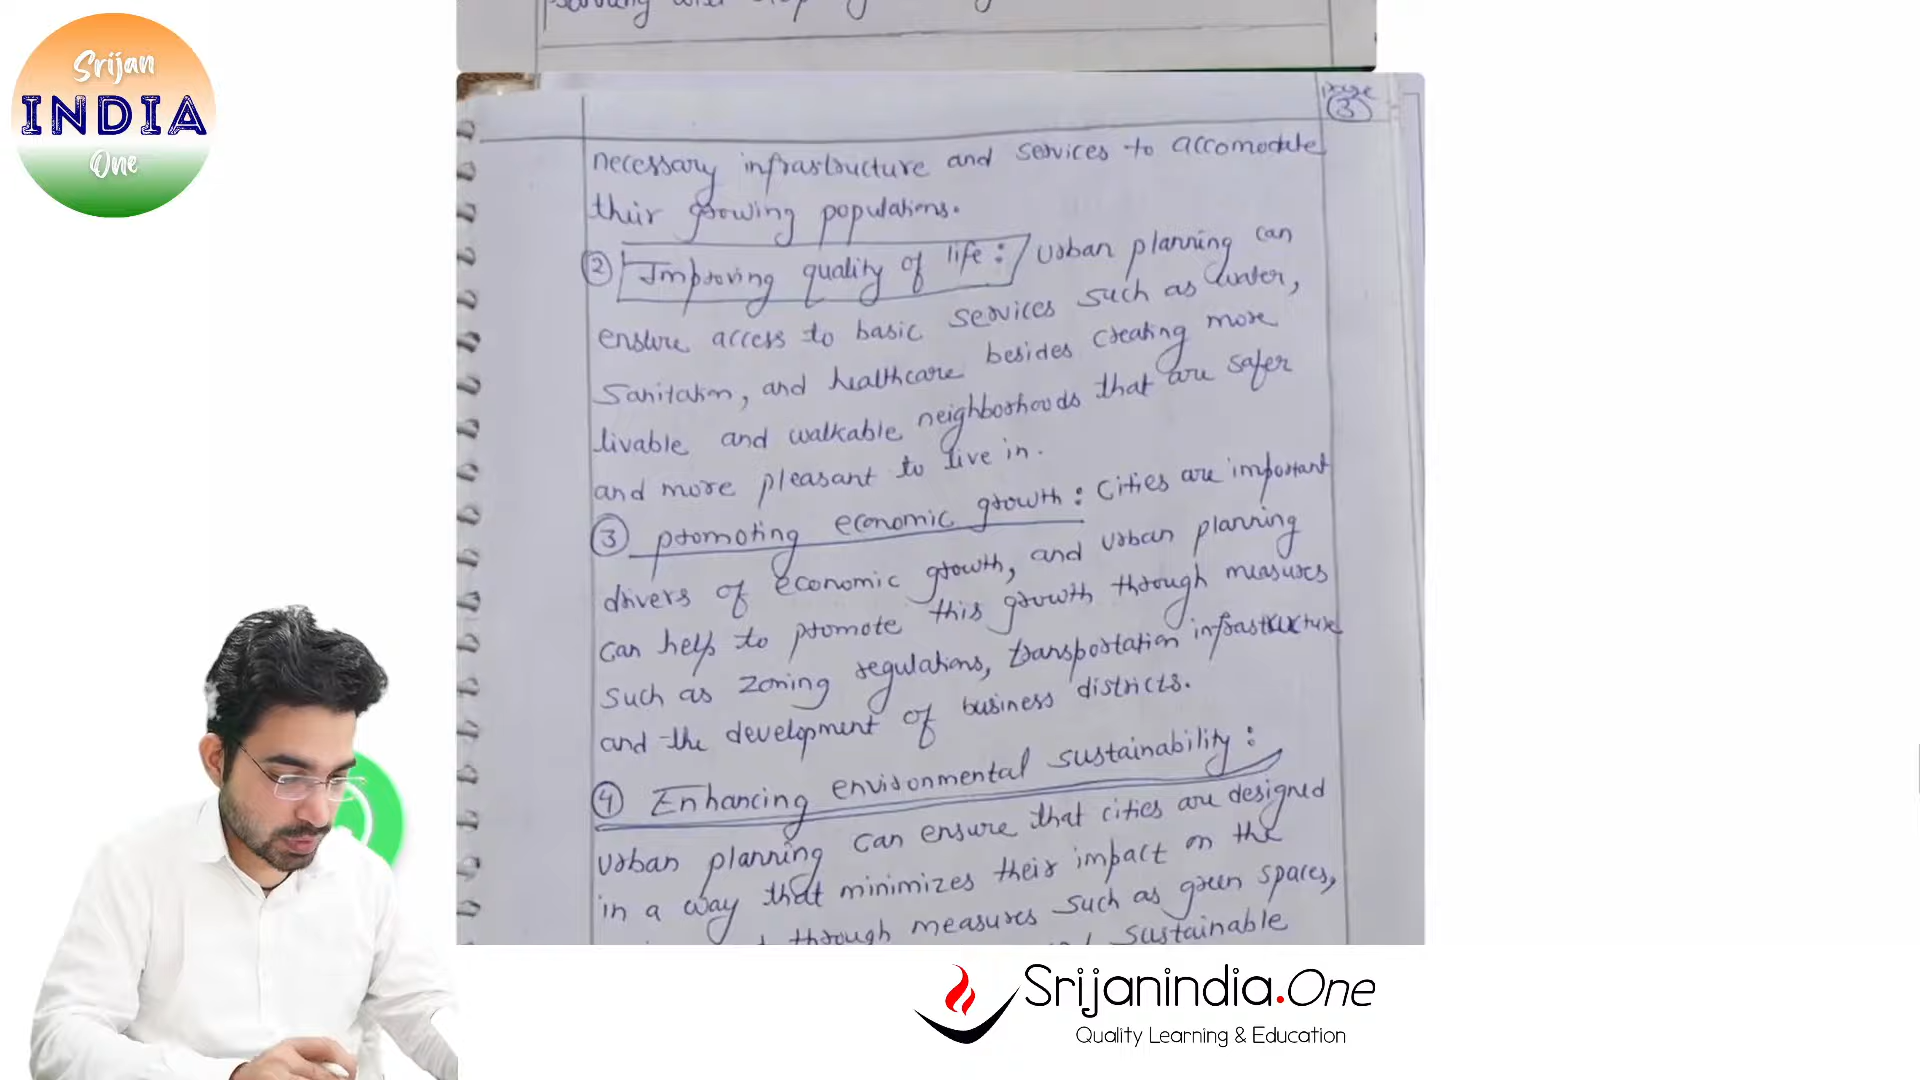 Srijan
INDIA
One
Page
3
necessary infrastructure and services to accomodate
their growing populations.
② Improving quality of life : Urban planning can
ensure access to basic services such as water,
Sanitation, and healthcare besides creating more
livable and walkable neighborhoods that are safer
and more pleasant to live in.
③ promoting economic growth : Cities are important
drivers of economic growth, and urban planning
can help to promote this growth through measures
such as zoning regulations, transportation infrastructure
and the development of business districts.
④ Enhancing environmental sustainability :
Urban planning can ensure that cities are designed
in a way that minimizes their impact on the
through measures such as green spaces,
sustainable
Srijanindia.One
Quality Learning & Education